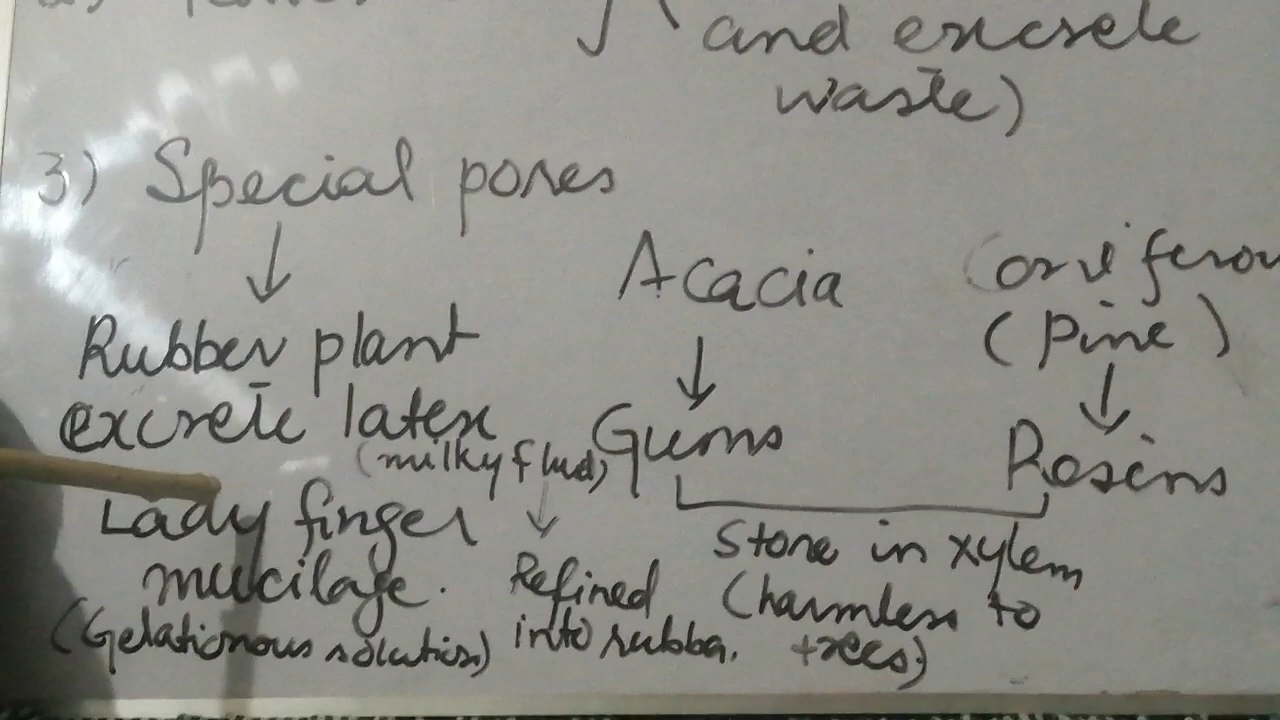 and excrete
waste)
3) Special pores
Acacia
(Pine)
Rubber plant
excrete latex
(milky fluid)
Gums
Resins
Lady finger
mucilage.
(Gelationous solution)
Refined
into rubber.
Store in xylem
(harmless to
trees)